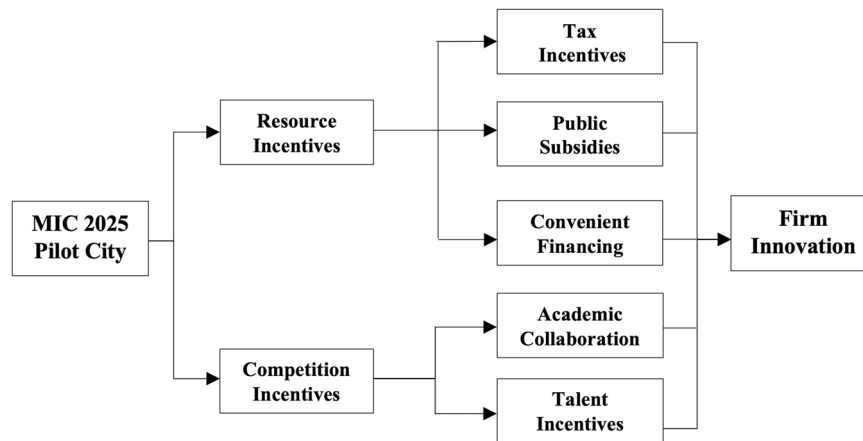 Tax
Incentives
Resource
Incentives
Public
Subsidies
MIC 2025
Pilot City
Convenient
Financing
Firm
Innovation
Academic
Collaboration
Competition
Incentives
Talent
Incentives